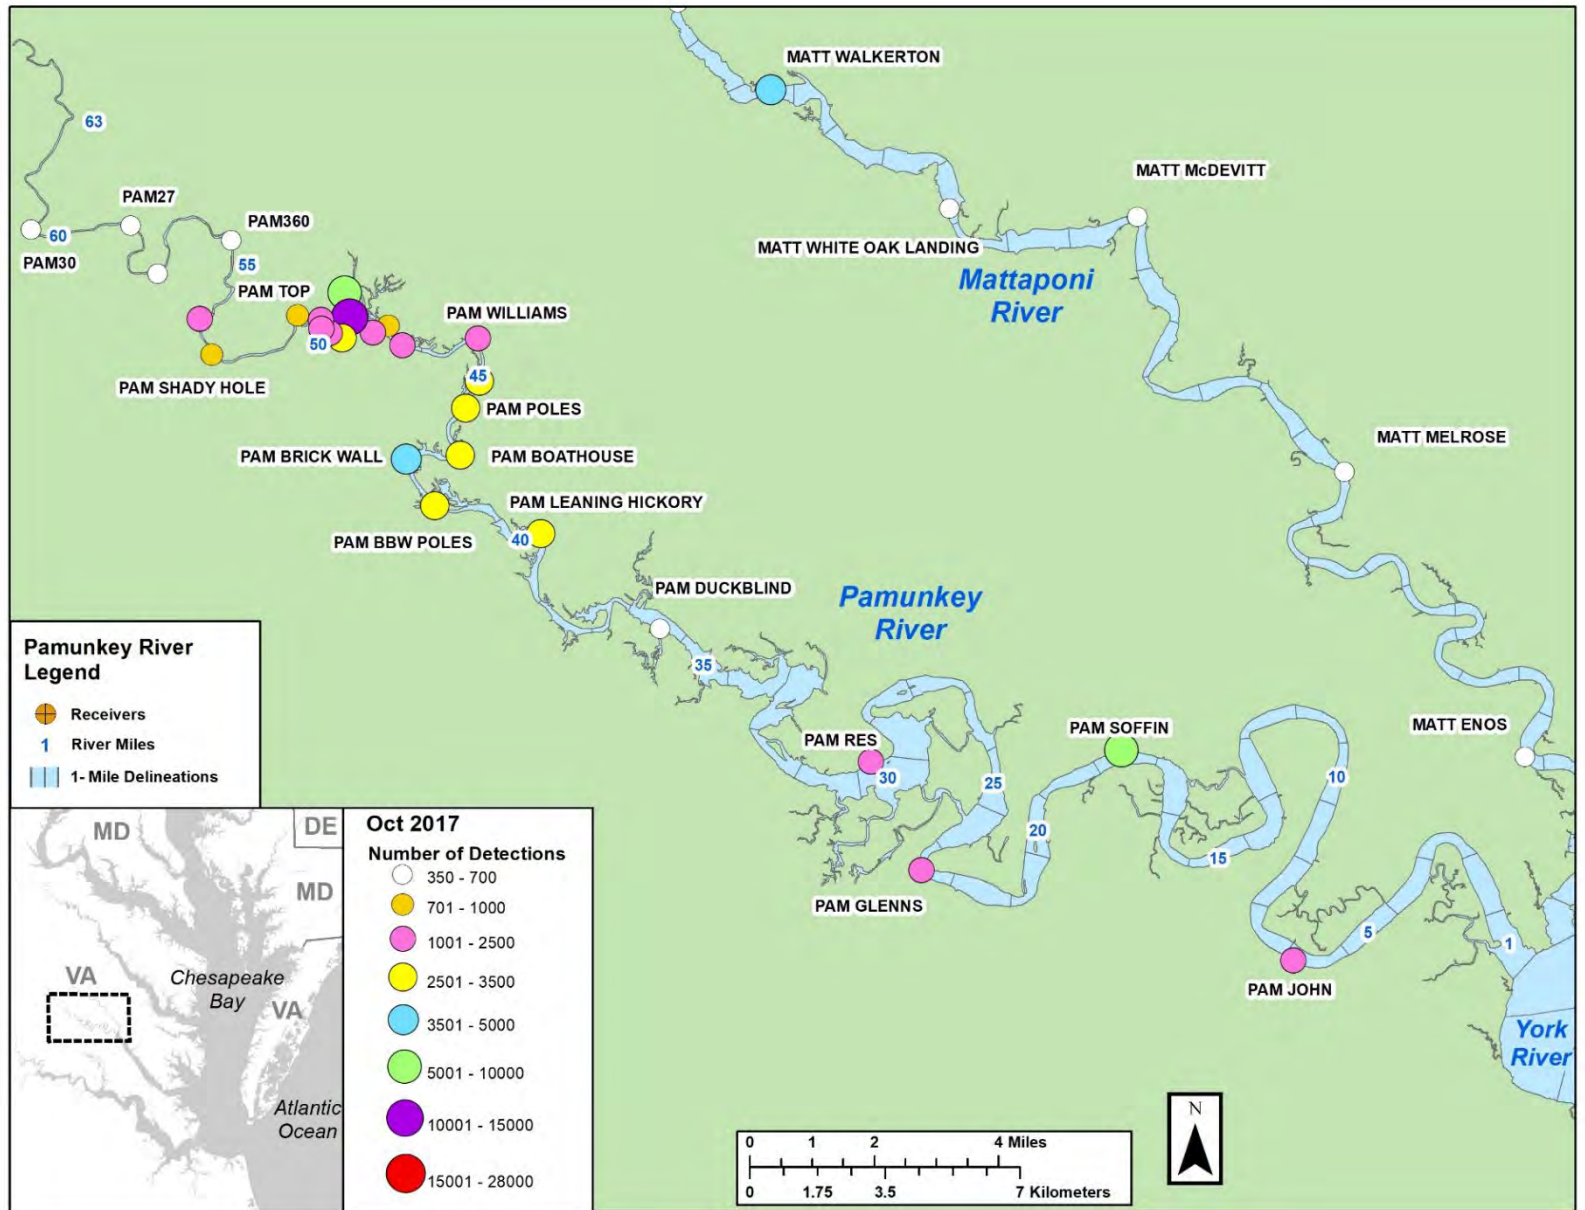 MATT WALKERTON
63
MATT McDEVITT
PAM27
PAM360
60
PAM30
MATT WHITE OAK LANDING
55
Mattaponi
River
PAM TOP
PAM WILLIAMS
50
PAM SHADY HOLE
45
PAM POLES
MATT MELROSE
PAM BRICK WALL
PAM BOATHOUSE
PAM LEANING HICKORY
PAM BBW POLES
40
PAM DUCKBLIND
Pamunkey
River
35
MATT ENOS
PAM SOFFIN
PAM RES
30
25
10
20
15
PAM GLENNS
5
1
PAM JOHN
York
River
Pamunkey River
Legend
Receivers
1 River Miles
1- Mile Delineations
MD
DE
MD
VA
Chesapeake
Bay
VA
Atlantic
Ocean
Oct 2017
Number of Detections
350 - 700
701 - 1000
1001 - 2500
2501 - 3500
3501 - 5000
5001 - 10000
10001 - 15000
15001 - 28000
0 1 2 4 Miles
0 1.75 3.5 7 Kilometers
N